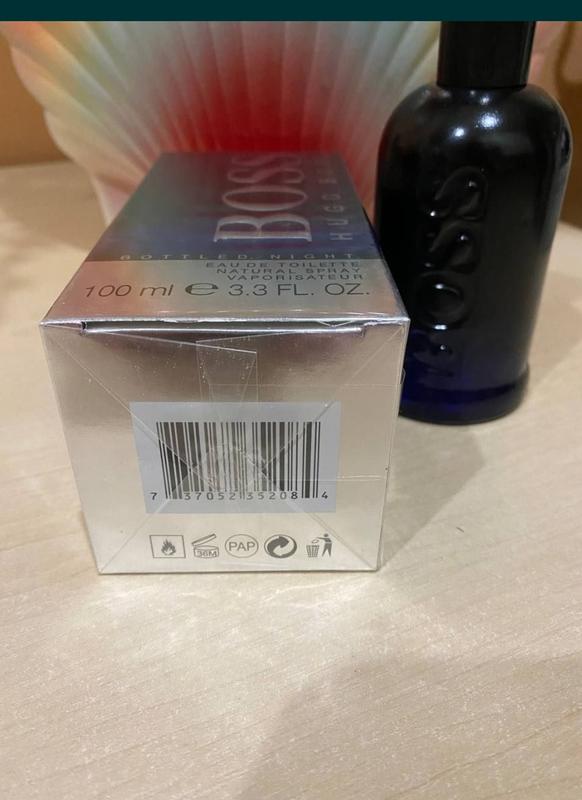 BOSS
HUGO BOSS
BOTTLED. NIGHT.
EAU DE TOILETTE
NATURAL SPRAY
VAPORISATEUR
100 ml ℮ 3.3 FL. OZ.
7 37052 35208 4
36M
PAP
BOSS